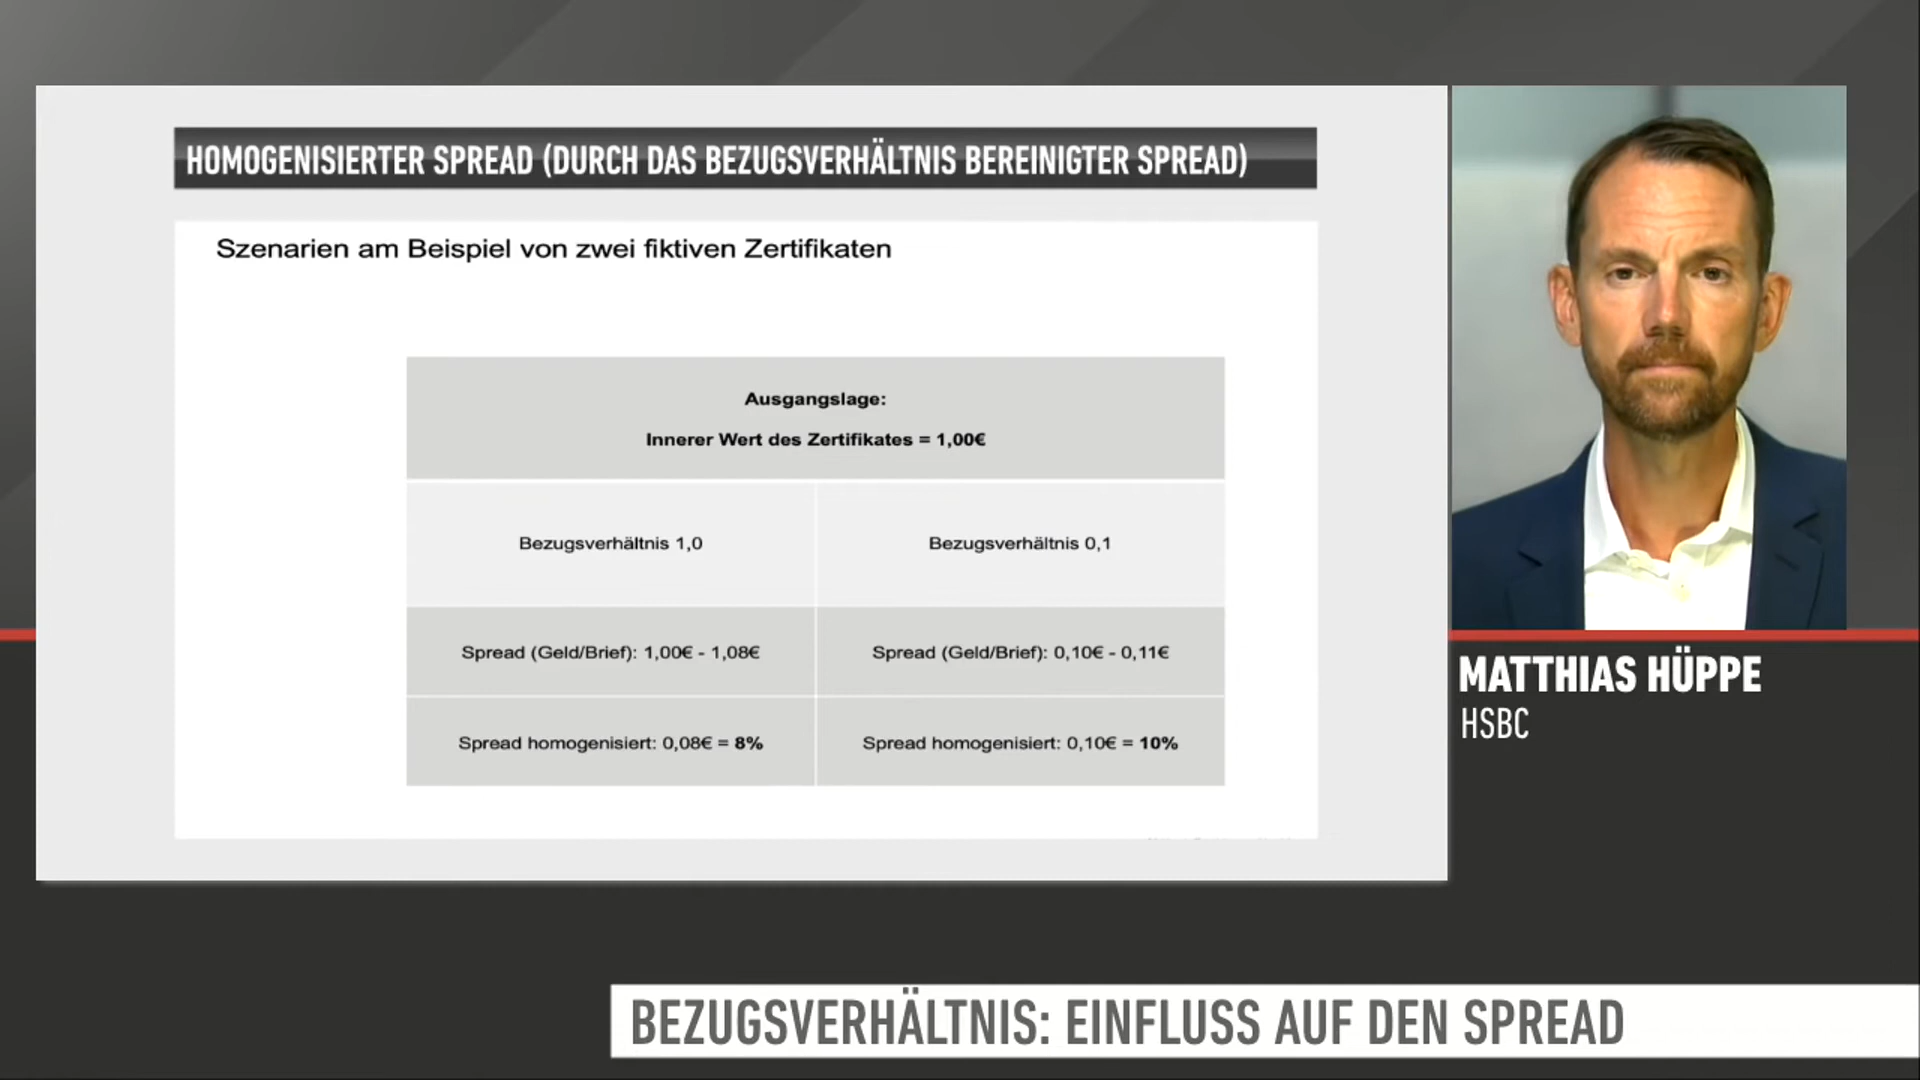 HOMOGENISIERTER SPREAD (DURCH DAS BEZUGSVERHÄLTNIS BEREINIGTER SPREAD)
Szenarien am Beispiel von zwei fiktiven Zertifikaten
Ausgangslage:
Innerer Wert des Zertifikates = 1,00€
Bezugsverhältnis 1,0
Bezugsverhältnis 0,1
Spread (Geld/Brief): 1,00€ - 1,08€
Spread (Geld/Brief): 0,10€ - 0,11€
Spread homogenisiert: 0,08€ = 8%
Spread homogenisiert: 0,10€ = 10%
MATTHIAS HÜPPE
HSBC
BEZUGSVERHÄLTNIS: EINFLUSS AUF DEN SPREAD